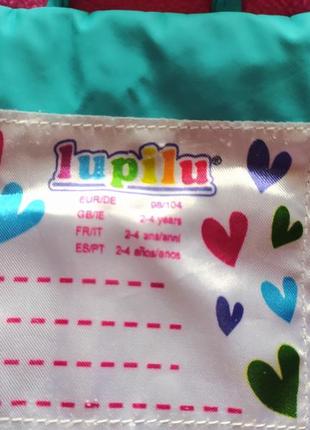 lupilu®
EUR/DE 98/104
GB/IE 2-4 years
FR/IT 2-4 ans/anni
ES/PT 2-4 años/anos